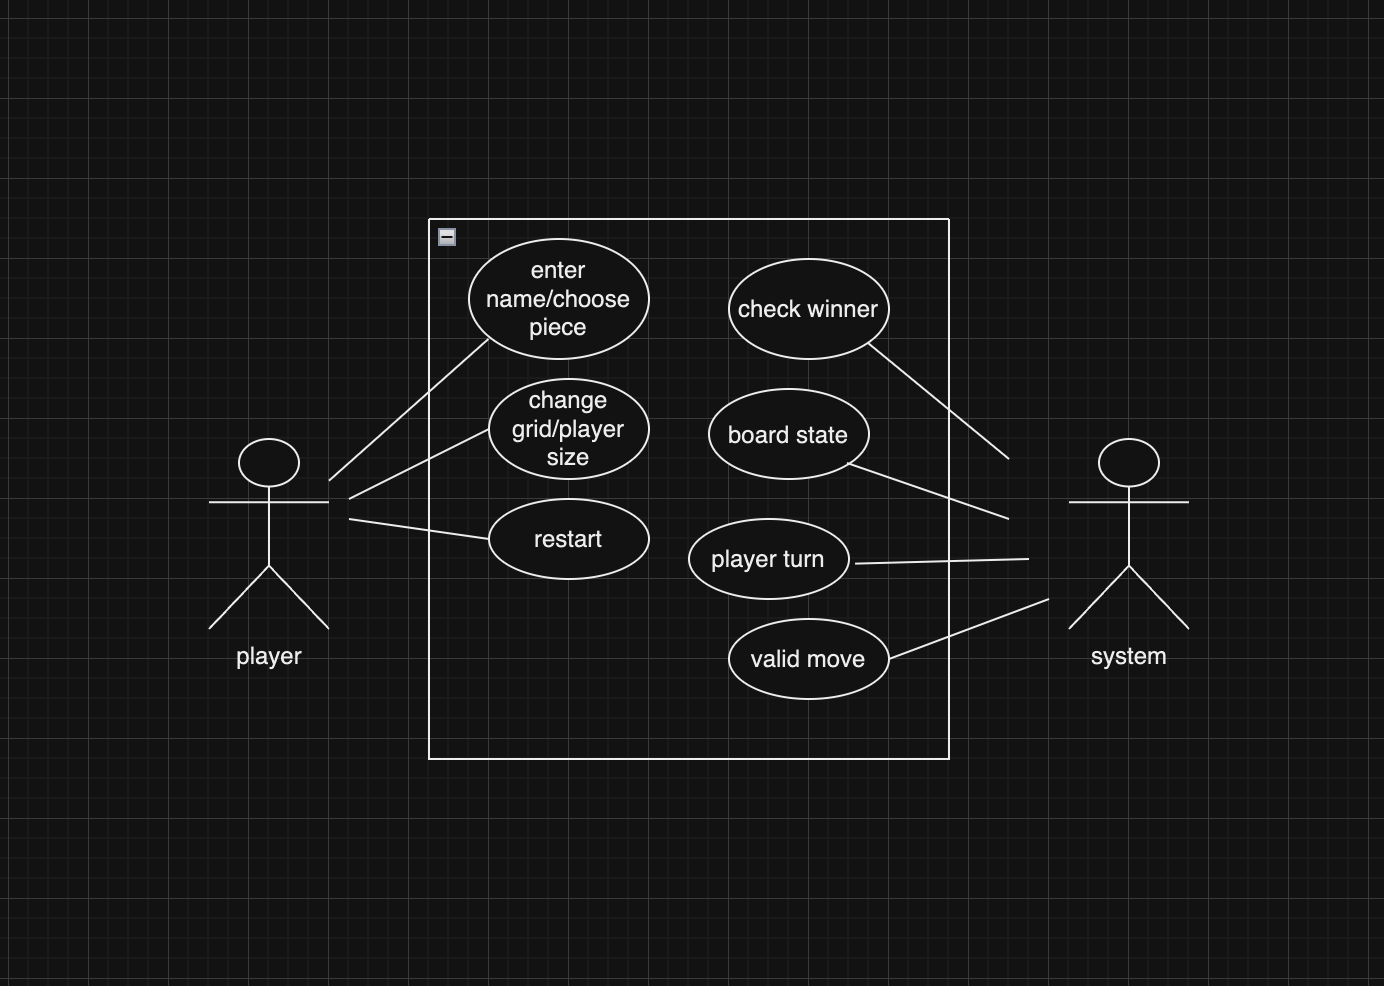 enter
name/choose
piece
change
grid/player
size
restart
check winner
board state
player turn
valid move
player
system